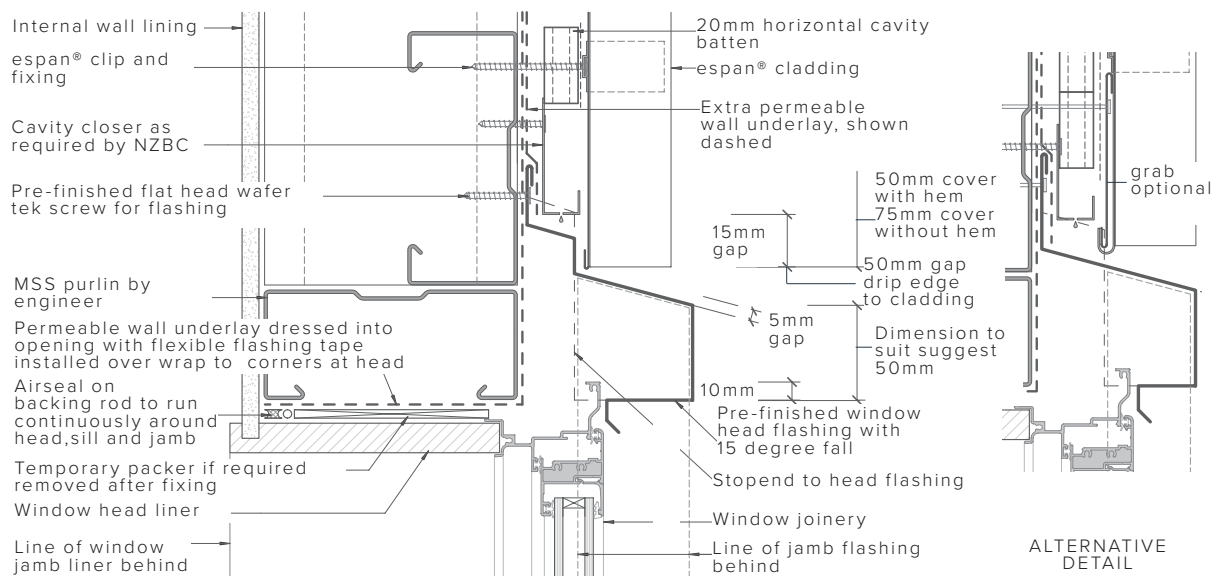 Internal wall lining
espan® clip and
fixing
Cavity closer as
required by NZBC
Pre-finished flat head wafer
tek screw for flashing
MSS purlin by
engineer
Permeable wall underlay dressed into
opening with flexible flashing tape
installed over wrap to corners at head
Airseal on
backing rod to run
continuously around
head,sill and jamb
Temporary packer if required
removed after fixing
Window head liner
Line of window
jamb liner behind
20mm horizontal cavity
batten
espan® cladding
Extra permeable
wall underlay, shown
dashed
50mm cover
with hem
75mm cover
without hem
15mm
gap
50mm gap
drip edge
to cladding
5mm
gap
Dimension to
suit suggest
50mm
10mm
Pre-finished window
head flashing with
15 degree fall
Stopend to head flashing
Window joinery
Line of jamb flashing
behind
grab
optional
ALTERNATIVE
DETAIL